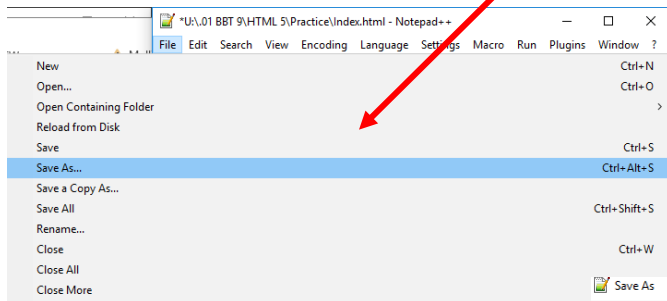 *U:\.01 BBT 9\HTML 5\Practice\Index.html - Notepad++
File Edit Search View Encoding Language Settings Macro Run Plugins Window ?
New Ctrl+N
Open... Ctrl+O
Open Containing Folder
Reload from Disk
Save Ctrl+S
Save As... Ctrl+Alt+S
Save a Copy As...
Save All Ctrl+Shift+S
Rename...
Close Ctrl+W
Close All
Close More
Save As